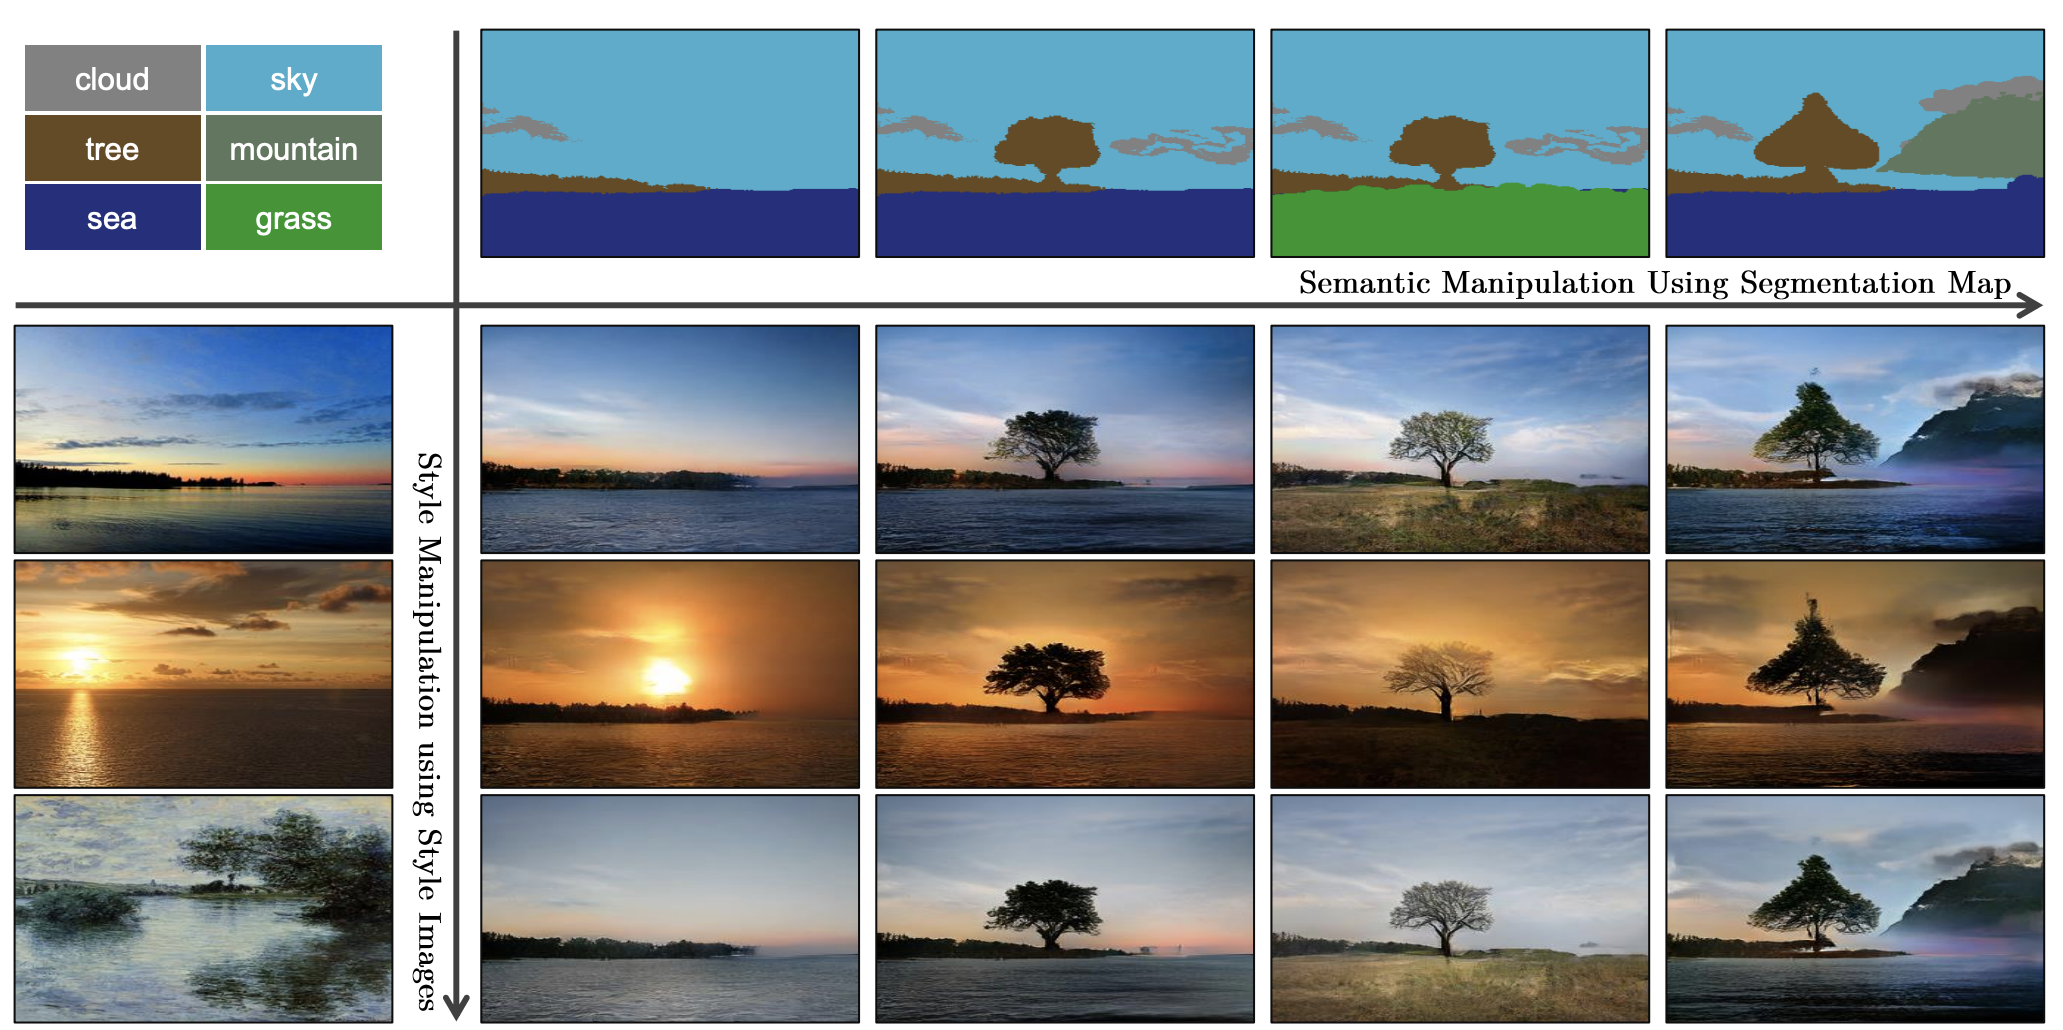 cloud sky
tree mountain
sea grass
Semantic Manipulation Using Segmentation Map
Style Manipulation using Style Images